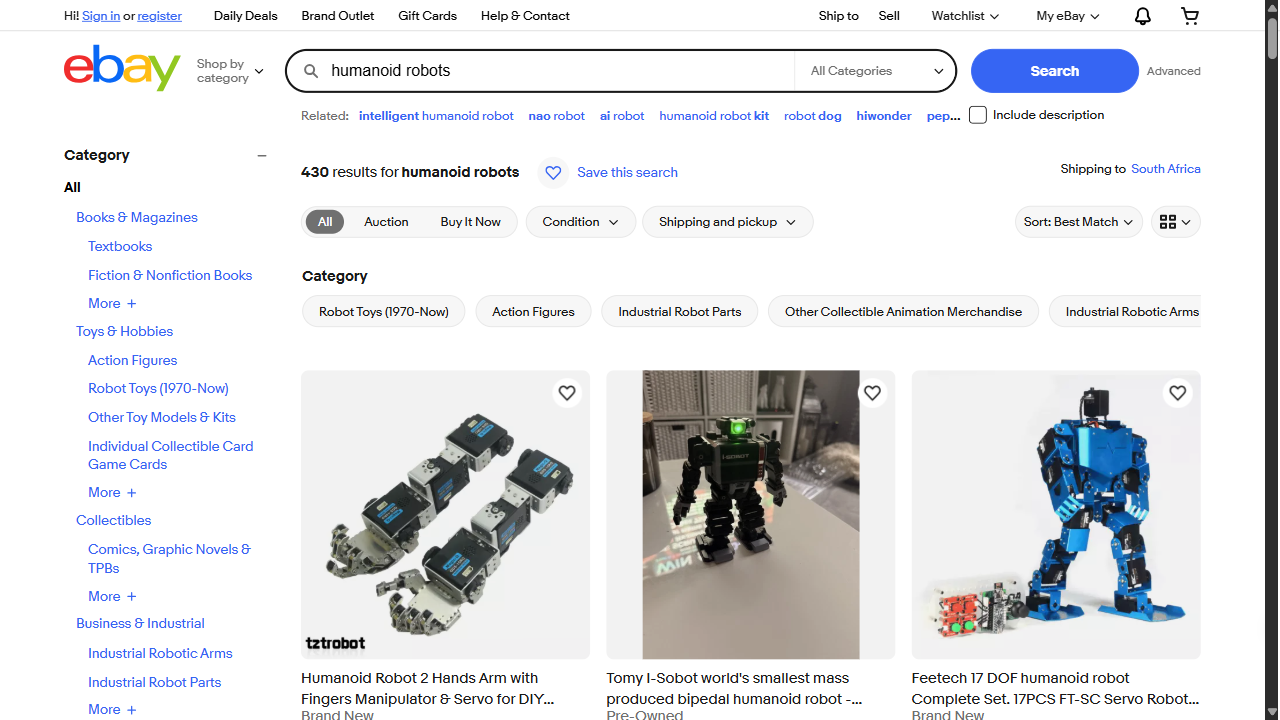 Hi! Sign in or register
Daily Deals
Brand Outlet
Gift Cards
Help & Contact
Ship to
Sell
Watchlist
My eBay
ebay
Shop by
category
humanoid robots
All Categories
Search
Advanced
Related: intelligent humanoid robot nao robot ai robot humanoid robot kit robot dog hiwonder pep...
Include description
Category
All
Books & Magazines
Textbooks
Fiction & Nonfiction Books
More +
Toys & Hobbies
Action Figures
Robot Toys (1970-Now)
Other Toy Models & Kits
Individual Collectible Card
Game Cards
More +
Collectibles
Comics, Graphic Novels &
TPBs
More +
Business & Industrial
Industrial Robotic Arms
Industrial Robot Parts
More +
430 results for humanoid robots
Save this search
Shipping to South Africa
All
Auction
Buy It Now
Condition
Shipping and pickup
Sort: Best Match
Category
Robot Toys (1970-Now)
Action Figures
Industrial Robot Parts
Other Collectible Animation Merchandise
Industrial Robotic Arms
tztrobot
Humanoid Robot 2 Hands Arm with
Fingers Manipulator & Servo for DIY...
Brand New
I-SOBOT
Tomy I-Sobot world's smallest mass
produced bipedal humanoid robot -...
Pre-Owned
Feetech 17 DOF humanoid robot
Complete Set. 17PCS FT-SC Servo Robot...
Brand New